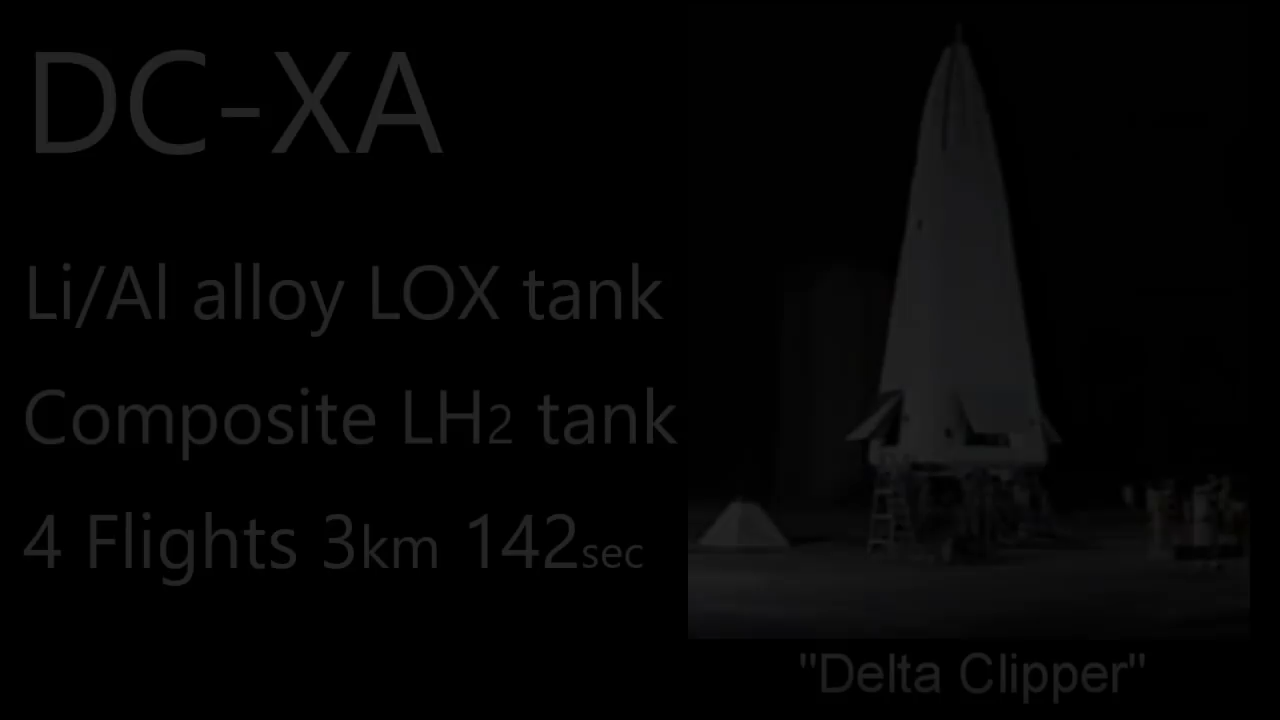 DC-XA
Li/Al alloy LOX tank
Composite LH2 tank
4 Flights 3km 142sec
"Delta Clipper"